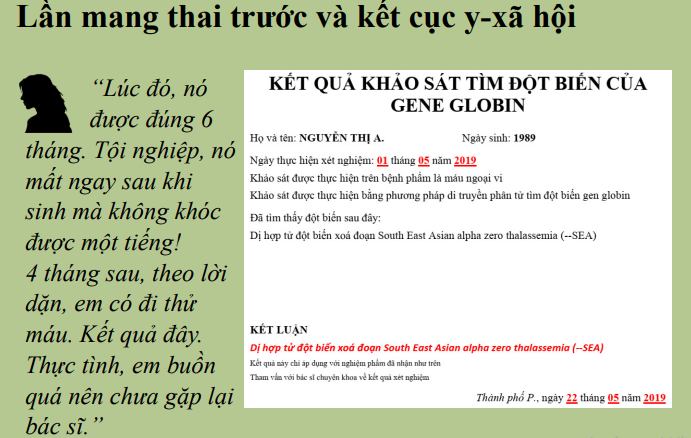 Lần mang thai trước và kết cục y-xã hội
“Lúc đó, nó
được đúng 6
tháng. Tội nghiệp, nó
mất ngay sau khi
sinh mà không khóc
được một tiếng!
4 tháng sau, theo lời
dặn, em có đi thử
máu. Kết quả đây.
Thực tình, em buồn
quá nên chưa gặp lại
bác sĩ.”
KẾT QUẢ KHẢO SÁT TÌM ĐỘT BIẾN CỦA
GENE GLOBIN
Họ và tên: NGUYỄN THỊ A. Ngày sinh: 1989
Ngày thực hiện xét nghiệm: 01 tháng 05 năm 2019
Khảo sát được thực hiện trên bệnh phẩm là máu ngoại vi
Khảo sát được thực hiện bằng phương pháp di truyền phân tử tìm đột biến gen globin
Đã tìm thấy đột biến sau đây:
Dị hợp tử đột biến xoá đoạn South East Asian alpha zero thalassemia (--SEA)
KẾT LUẬN
Dị hợp tử đột biến xoá đoạn South East Asian alpha zero thalassemia (--SEA)
Kết quả này chỉ áp dụng với nghiệm phẩm đã nhận như trên
Tham vấn với bác sĩ chuyên khoa về kết quả xét nghiệm
Thành phố P., ngày 22 tháng 05 năm 2019